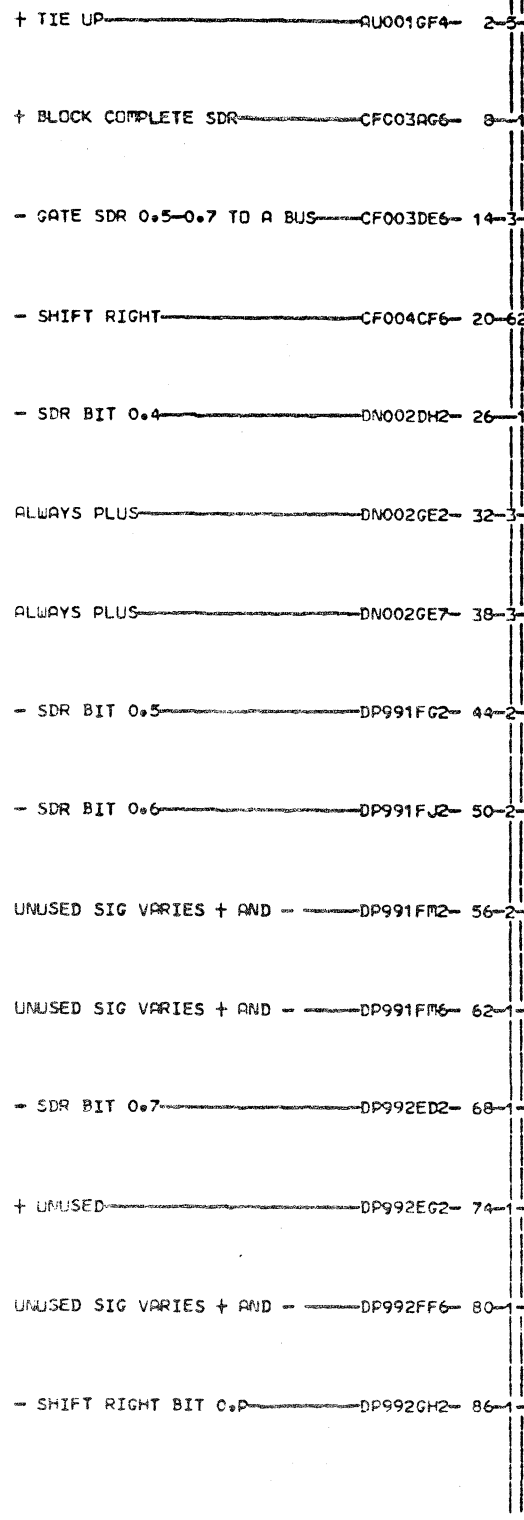 + TIE UP AU001GF4- 2-5-
+ BLOCK COMPLETE SDR CFC03AG6- 8-1
- GATE SDR 0.5-0.7 TO A BUS CF003DE6- 14-3-
- SHIFT RIGHT CF004CF6- 20-62
- SDR BIT 0.4 DN002DH2- 26-1
ALWAYS PLUS DN002GE2- 32-3-
ALWAYS PLUS DN002GE7- 38-3-
- SDR BIT 0.5 DP991FG2- 44-2-
- SDR BIT 0.6 DP991FJ2- 50-2-
UNUSED SIG VARIES + AND - DP991FM2- 56-2-
UNUSED SIG VARIES + AND - DP991FM6- 62-1-
- SDR BIT 0.7 DP992ED2- 68-1-
+ UNUSED DP992EG2- 74-1-
UNUSED SIG VARIES + AND - DP992FF6- 80-1-
- SHIFT RIGHT BIT 0.P DP992GH2- 86-1-